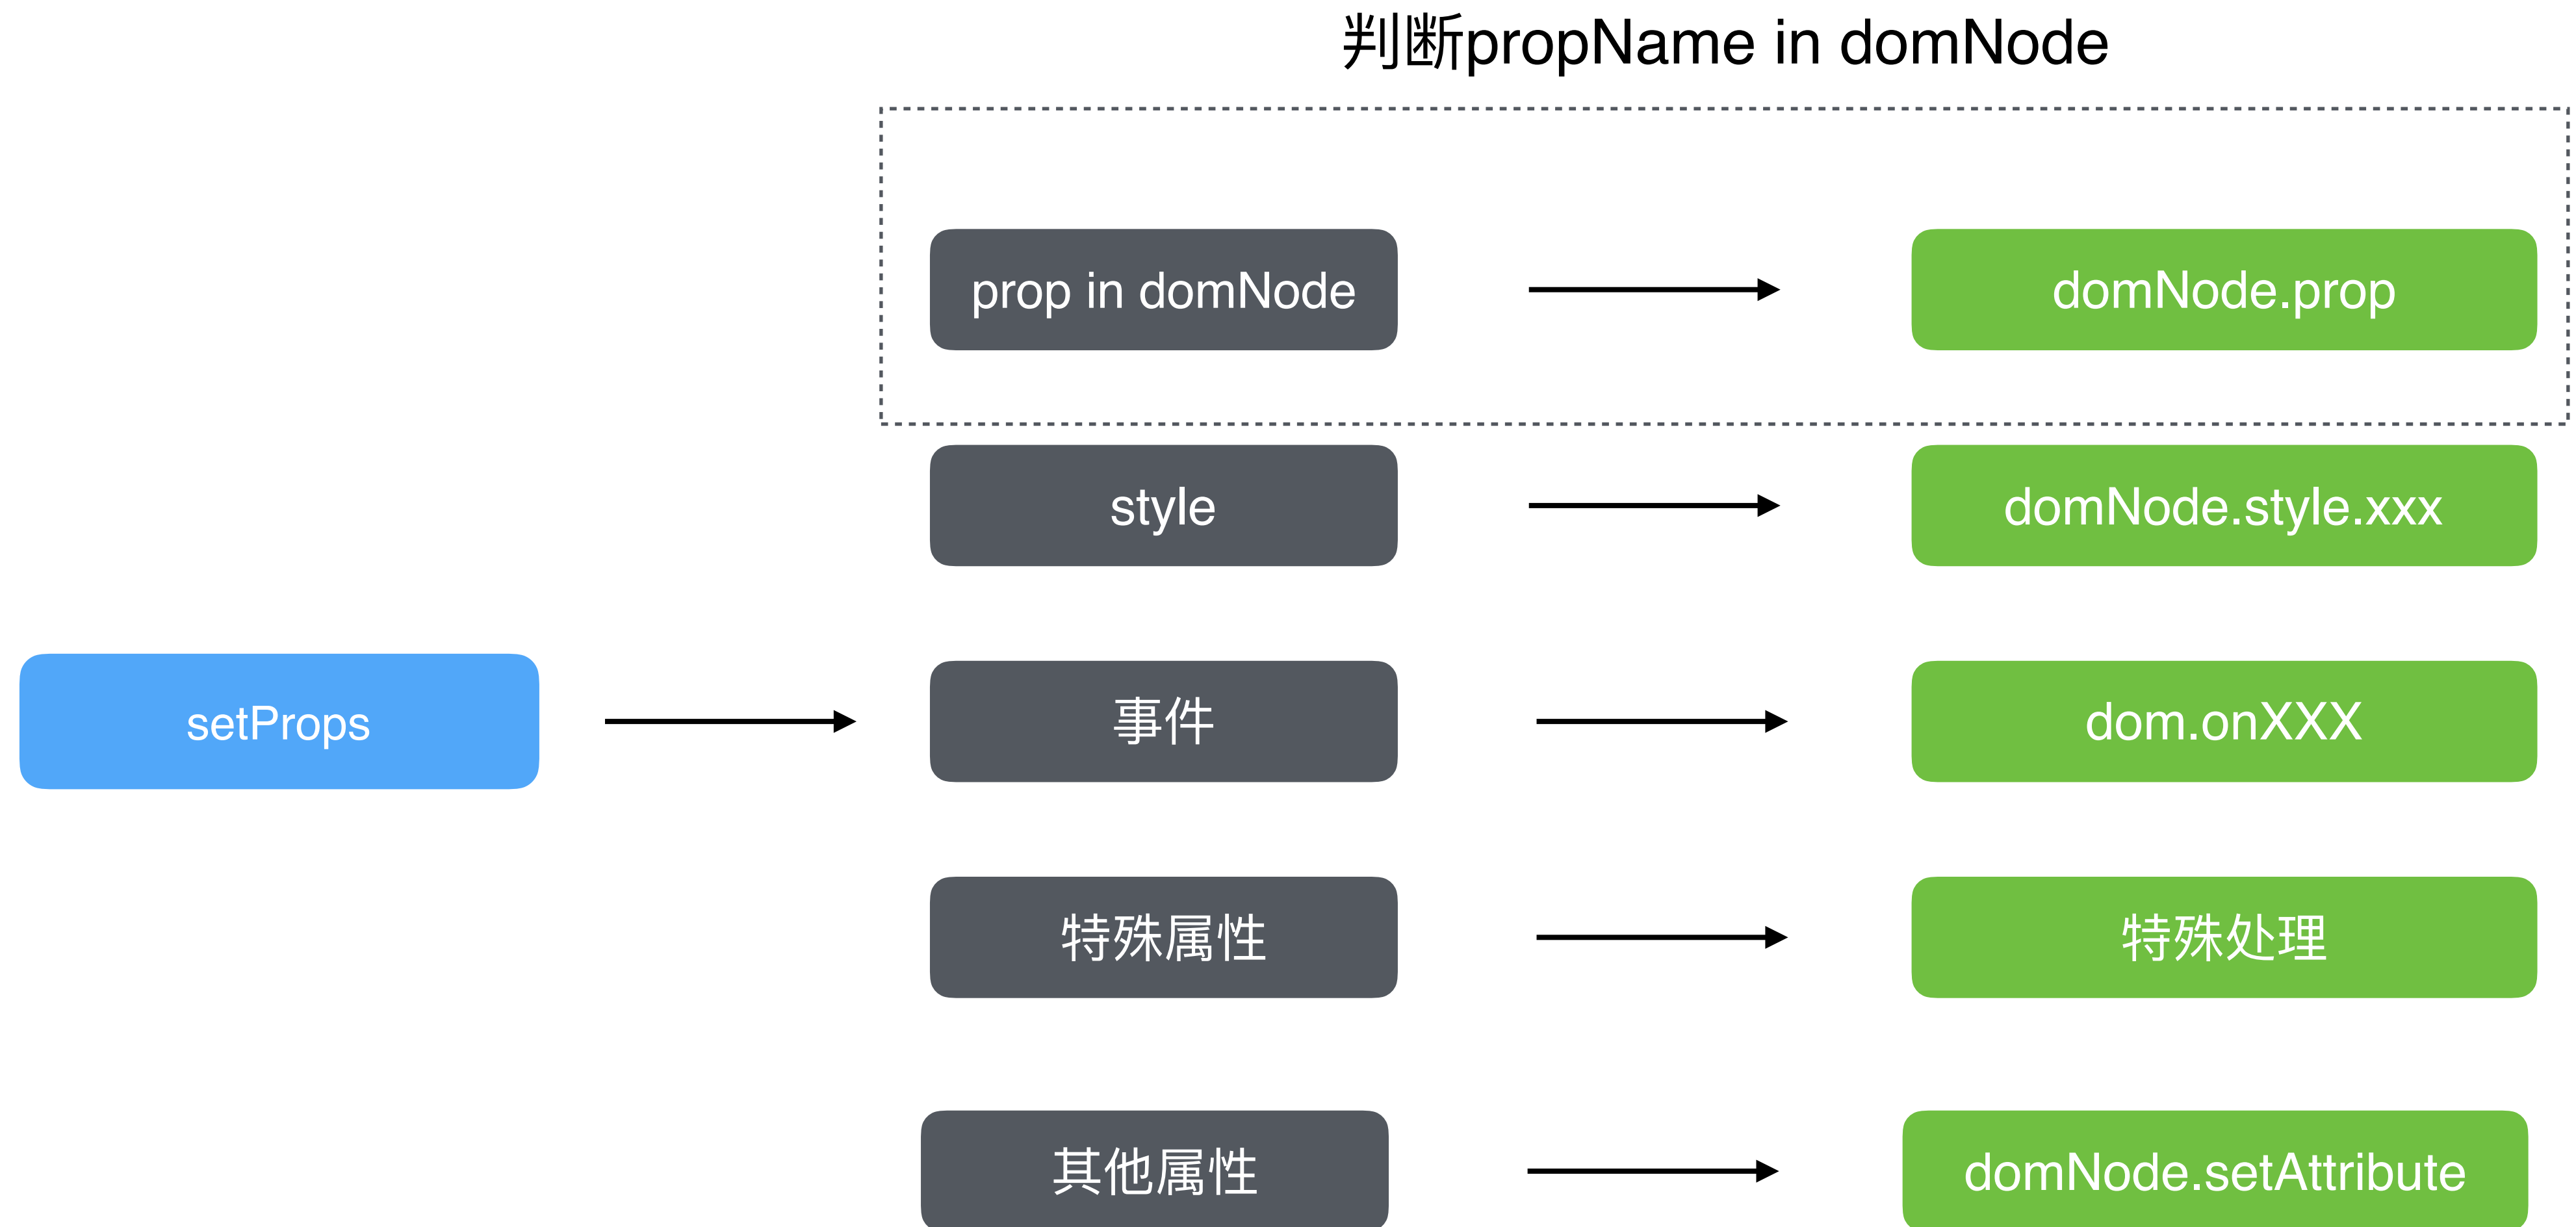 判断propName in domNode
prop in domNode
domNode.prop
style
domNode.style.xxx
setProps
事件
dom.onXXX
特殊属性
特殊处理
其他属性
domNode.setAttribute